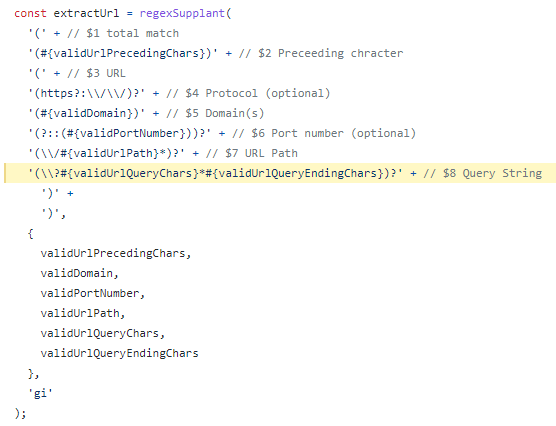 const extractUrl = regexSupplant(
'(' + // $1 total match
'(#{validUrlPrecedingChars})' + // $2 Preceeding chracter
'(' + // $3 URL
'(https?:\\/\\/)?' + // $4 Protocol (optional)
'(#{validDomain})' + // $5 Domain(s)
'(?::(#{validPortNumber}))?' + // $6 Port number (optional)
'(\\/#{validUrlPath}*)?' + // $7 URL Path
'(\\?#{validUrlQueryChars}*#{validUrlQueryEndingChars})?' + // $8 Query String
')' +
')',
{
validUrlPrecedingChars,
validDomain,
validPortNumber,
validUrlPath,
validUrlQueryChars,
validUrlQueryEndingChars
},
'gi'
);